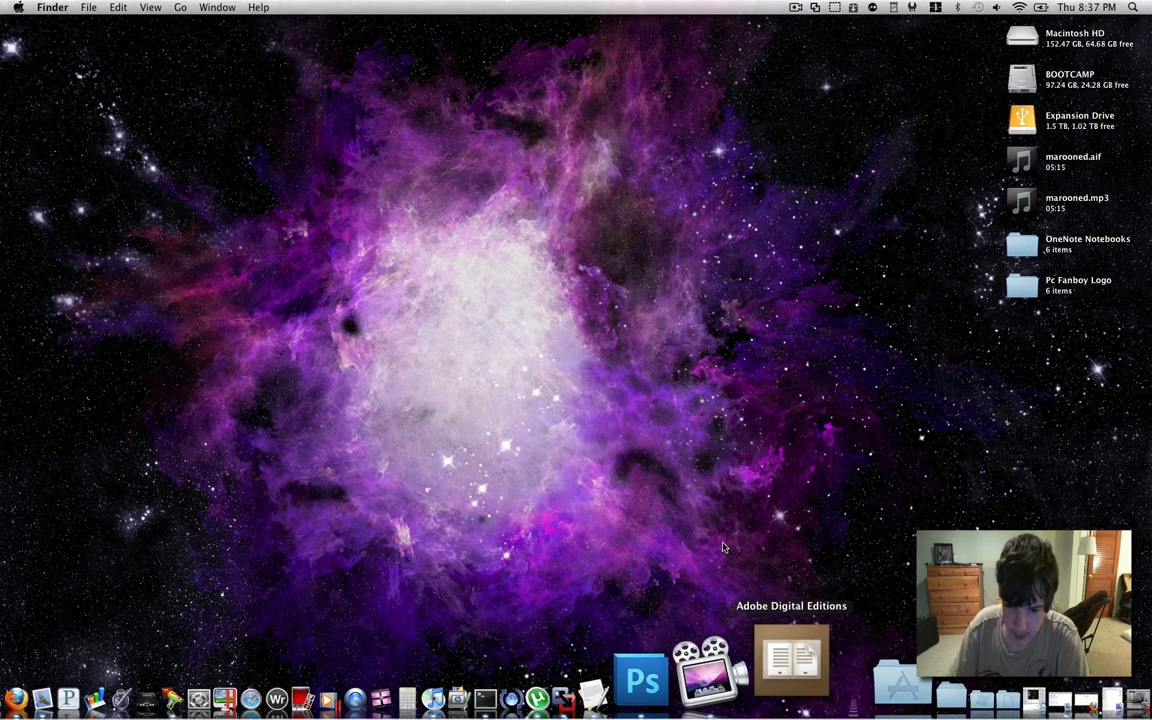 Finder File Edit View Go Window Help
Thu 8:37 PM
Macintosh HD
152.47 GB, 64.68 GB free
BOOTCAMP
97.24 GB, 24.28 GB free
Expansion Drive
1.5 TB, 1.02 TB free
marooned.aif
05:15
marooned.mp3
05:15
OneNote Notebooks
6 items
Pc Fanboy Logo
6 items
Adobe Digital Editions
Ps
P
Wr